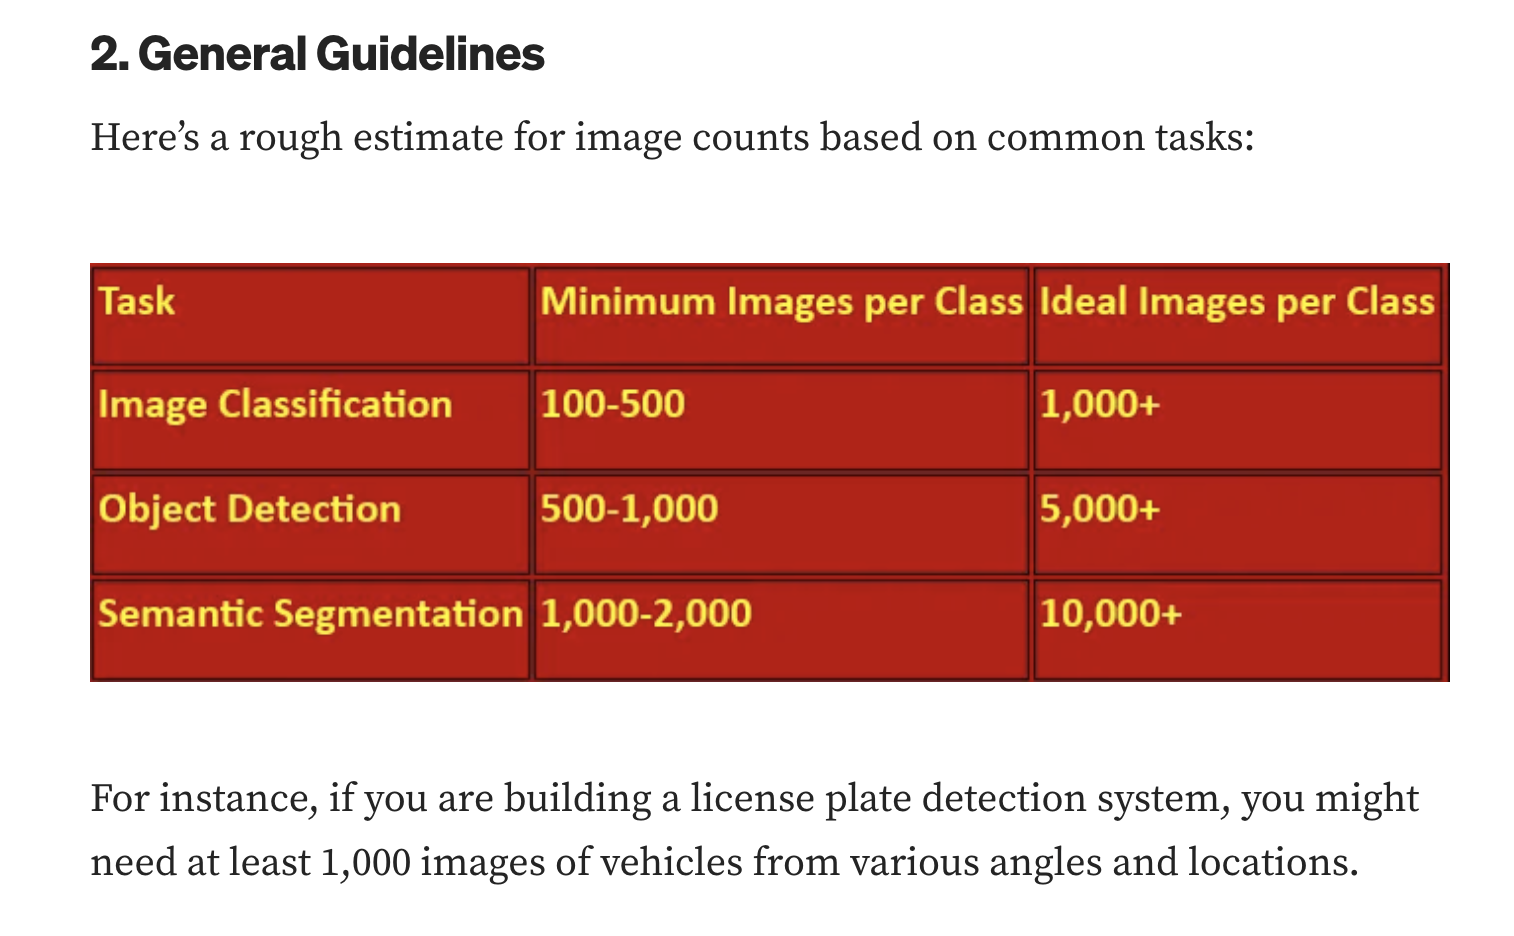 2. General Guidelines
Here’s a rough estimate for image counts based on common tasks:
Task Minimum Images per Class Ideal Images per Class
Image Classification 100-500 1,000+
Object Detection 500-1,000 5,000+
Semantic Segmentation 1,000-2,000 10,000+
For instance, if you are building a license plate detection system, you might
need at least 1,000 images of vehicles from various angles and locations.